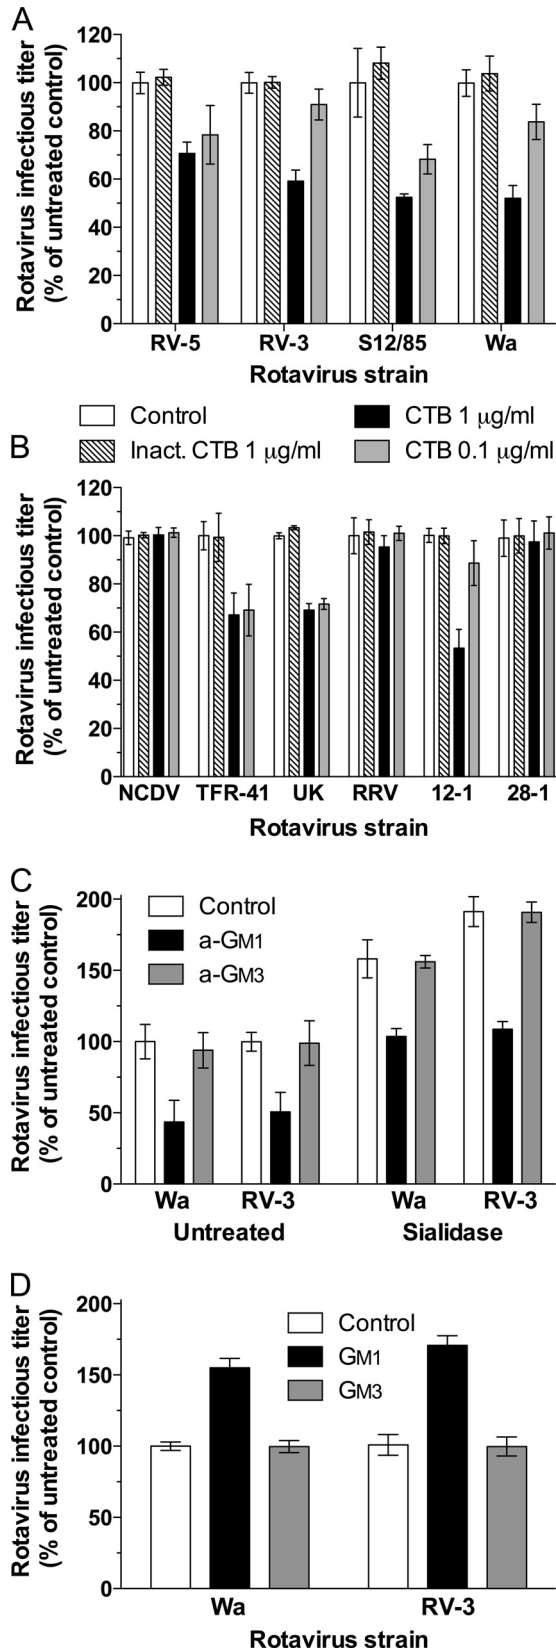 A
Rotavirus infectious titer
(% of untreated control)
120
100
80
60
40
20
0
RV-5 RV-3 S12/85 Wa
Rotavirus strain
Control CTB 1 µg/ml
Inact. CTB 1 µg/ml CTB 0.1 µg/ml
B
Rotavirus infectious titer
(% of untreated control)
120
100
80
60
40
20
0
NCDV TFR-41 UK RRV 12-1 28-1
Rotavirus strain
C
Rotavirus infectious titer
(% of untreated control)
200
150
100
50
0
Control
a-GM1
a-GM3
Wa RV-3 Wa RV-3
Untreated Sialidase
D
Rotavirus infectious titer
(% of untreated control)
200
150
100
50
0
Control
GM1
GM3
Wa RV-3
Rotavirus strain